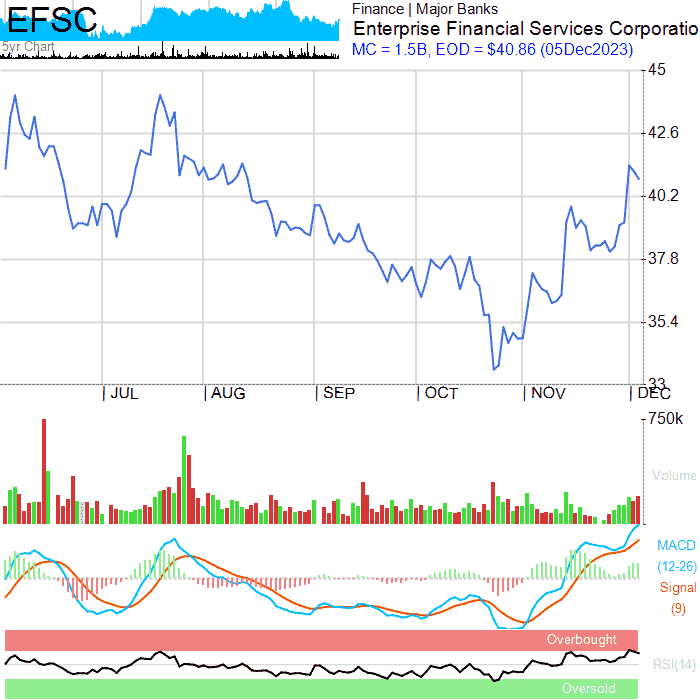 EFSC
5yr Chart
Finance | Major Banks
Enterprise Financial Services Corporatio
MC = 1.5B, EOD = $40.86 (05Dec2023)
45
42.6
40.2
37.8
35.4
33
| JUL | AUG | SEP | OCT | NOV | DEC
750k
Volume
MACD
(12-26)
Signal
(9)
Overbought
RSI(14)
Oversold